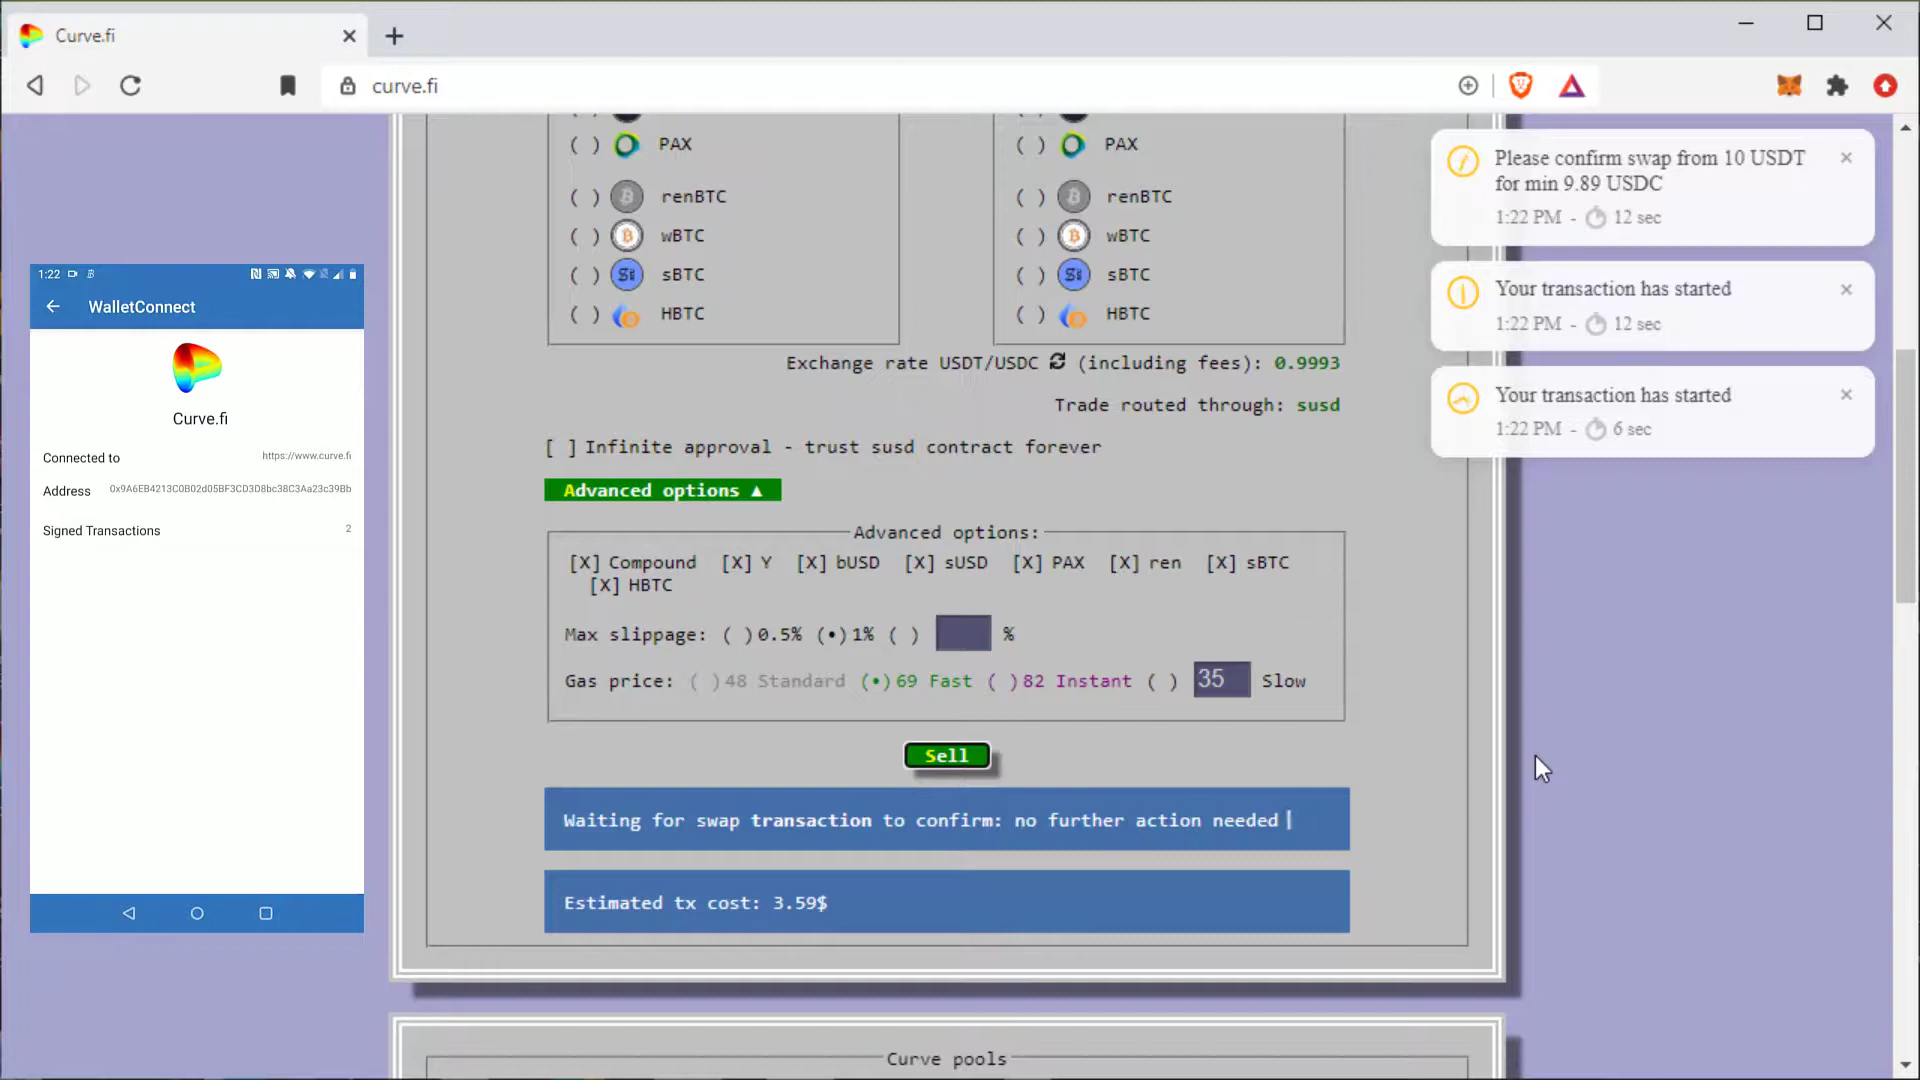 Curve.fi
curve.fi
( ) PAX
( ) renBTC
( ) wBTC
( ) sBTC
( ) HBTC
( ) PAX
( ) renBTC
( ) wBTC
( ) sBTC
( ) HBTC
Exchange rate USDT/USDC (including fees): 0.9993
Trade routed through: susd
[ ] Infinite approval - trust susd contract forever
Advanced options ▲
Advanced options:
[X] Compound [X] Y [X] bUSD [X] sUSD [X] PAX [X] ren [X] sBTC
[X] HBTC
Max slippage: ( )0.5% (•)1% ( ) %
Gas price: ( )48 Standard (•)69 Fast ( )82 Instant ( ) 35 Slow
Sell
Waiting for swap transaction to confirm: no further action needed |
Estimated tx cost: 3.59$
Curve pools
Please confirm swap from 10 USDT
for min 9.89 USDC
1:22 PM - 12 sec
Your transaction has started
1:22 PM - 12 sec
Your transaction has started
1:22 PM - 6 sec
1:22
WalletConnect
Curve.fi
Connected to https://www.curve.fi
Address 0x9A6EB4213C0B02d05BF3CD3D8bc38C3Aa23c39Bb
Signed Transactions 2